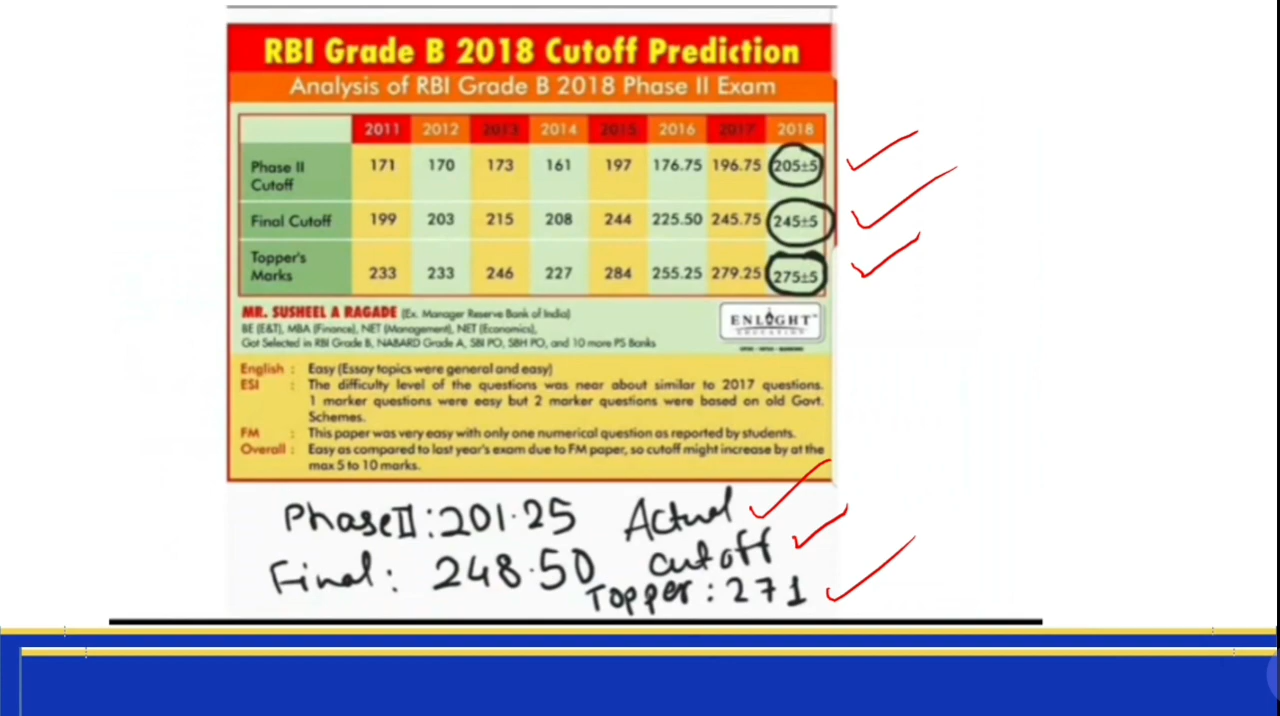 RBI Grade B 2018 Cutoff Prediction
Analysis of RBI Grade B 2018 Phase II Exam
2011 2012 2013 2014 2015 2016 2017 2018
Phase II Cutoff 171 170 173 161 197 176.75 196.75 205±5
Final Cutoff 199 203 215 208 244 225.50 245.75 245±5
Topper's Marks 233 233 246 227 284 255.25 279.25 275±5
MR. SUSHEEL A RAGADE (Ex. Manager Reserve Bank of India)
BE (E&T), MBA (Finance), NET (Management), NET (Economics),
Got Selected in RBI Grade B, NABARD Grade A, SBI PO, SBH PO, and 10 more PS Banks
ENLIGHT
EDUCATION
English : Easy (Essay topics were general and easy)
ESI : The difficulty level of the questions was near about similar to 2017 questions.
1 marker questions were easy but 2 marker questions were based on old Govt.
Schemes.
FM : This paper was very easy with only one numerical question as reported by students.
Overall : Easy as compared to last year's exam due to FM paper, so cutoff might increase by at the
max 5 to 10 marks.
Phase II : 201.25 Actual
Final : 248.50 cutoff
Topper : 271